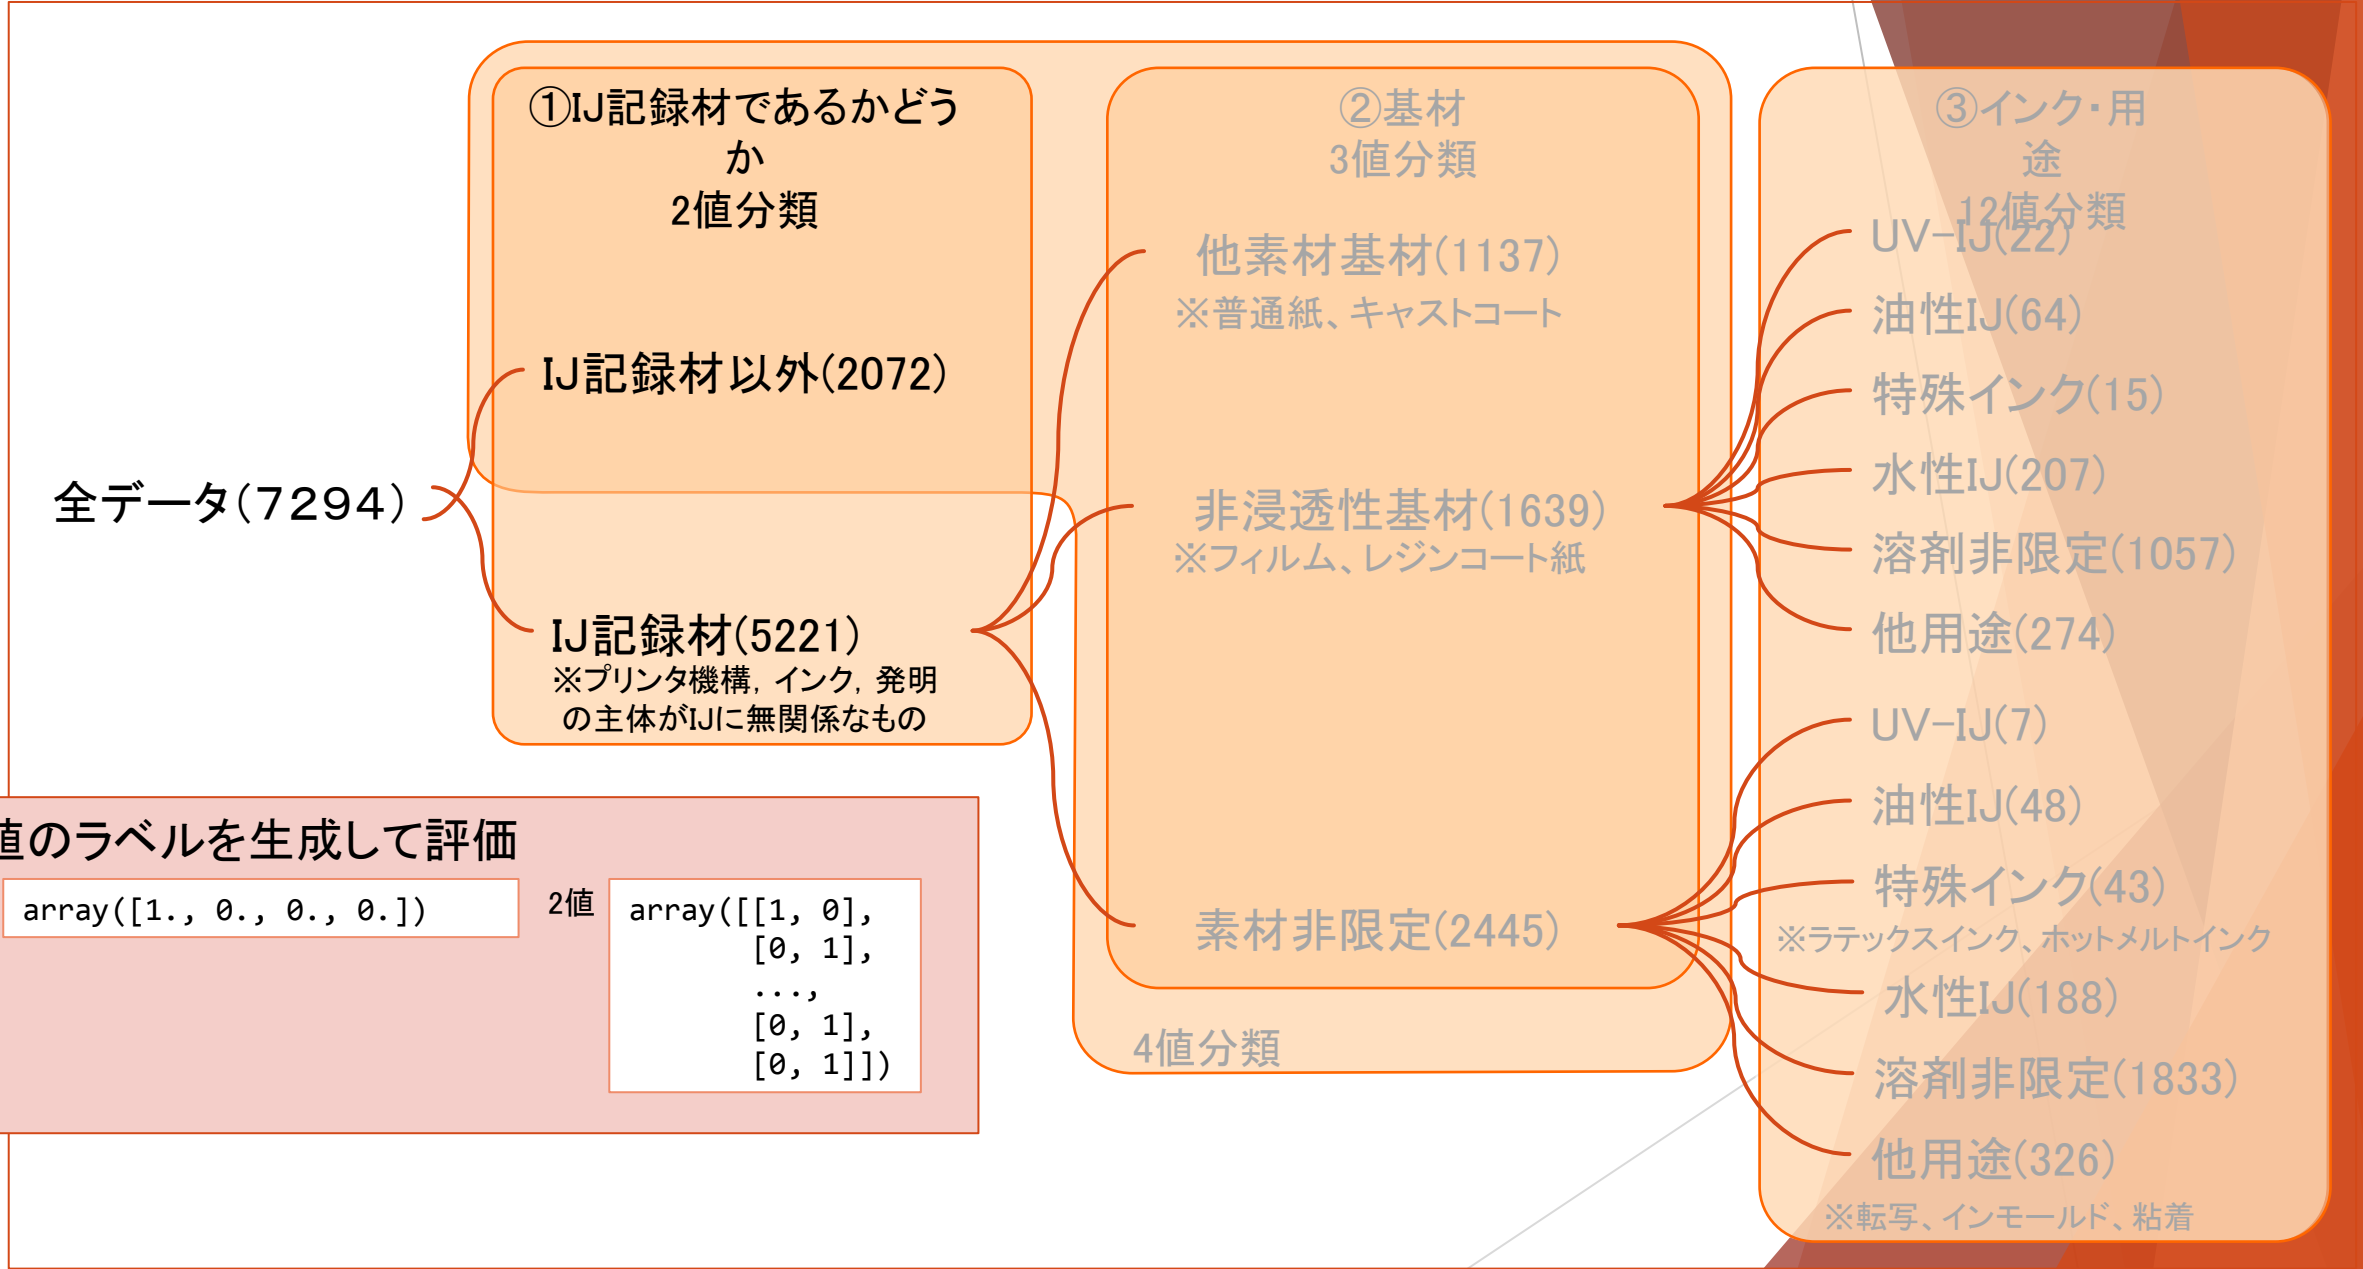 ①IJ記録材であるかどう
か
2値分類
IJ記録材以外(2072)
全データ(7294)
IJ記録材(5221)
※プリンタ機構, インク, 発明
の主体がIJに無関係なもの
②基材
3値分類
他素材基材(1137)
※普通紙、キャストコート
非浸透性基材(1639)
※フィルム、レジンコート紙
素材非限定(2445)
4値分類
③インク・用
途
12値分類
UV-IJ(22)
油性IJ(64)
特殊インク(15)
水性IJ(207)
溶剤非限定(1057)
他用途(274)
UV-IJ(7)
油性IJ(48)
特殊インク(43)
※ラテックスインク、ホットメルトインク
水性IJ(188)
溶剤非限定(1833)
他用途(326)
※転写、インモールド、粘着
値のラベルを生成して評価
array([1., 0., 0., 0.])
2値
array([[1, 0],
[0, 1],
...,
[0, 1],
[0, 1]])